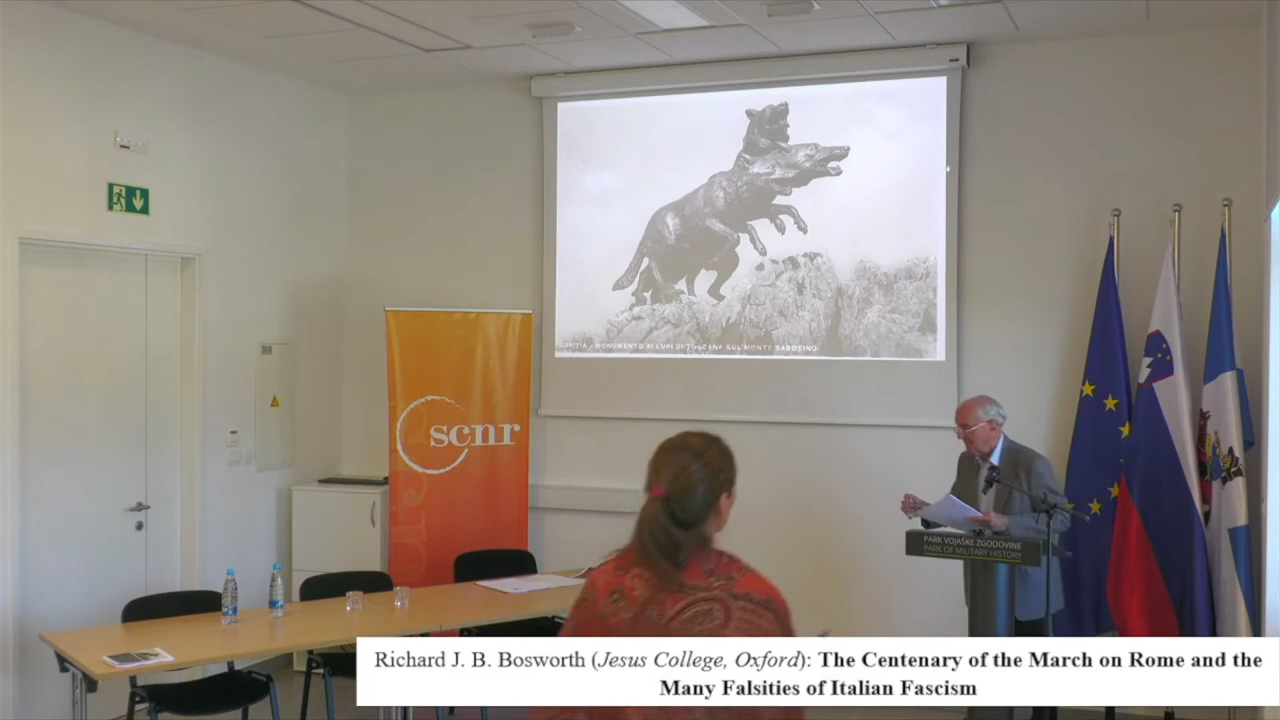 GORIZIA - MONUMENTO AI LUPI DI TOSCANA SUL MONTE SABOTINO
scnr
PARK VOJAŠKE ZGODOVINE
PARK OF MILITARY HISTORY
Richard J. B. Bosworth (Jesus College, Oxford): The Centenary of the March on Rome and the
Many Falsities of Italian Fascism